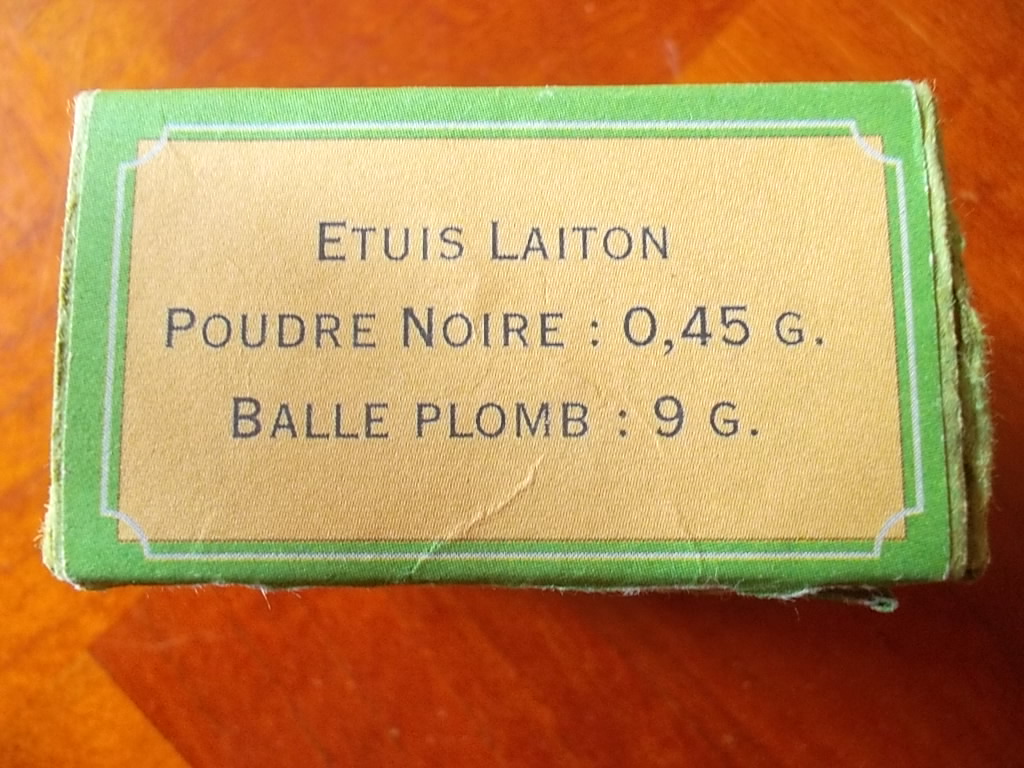 ETUIS LAITON
POUDRE NOIRE : 0,45 G.
BALLE PLOMB : 9 G.